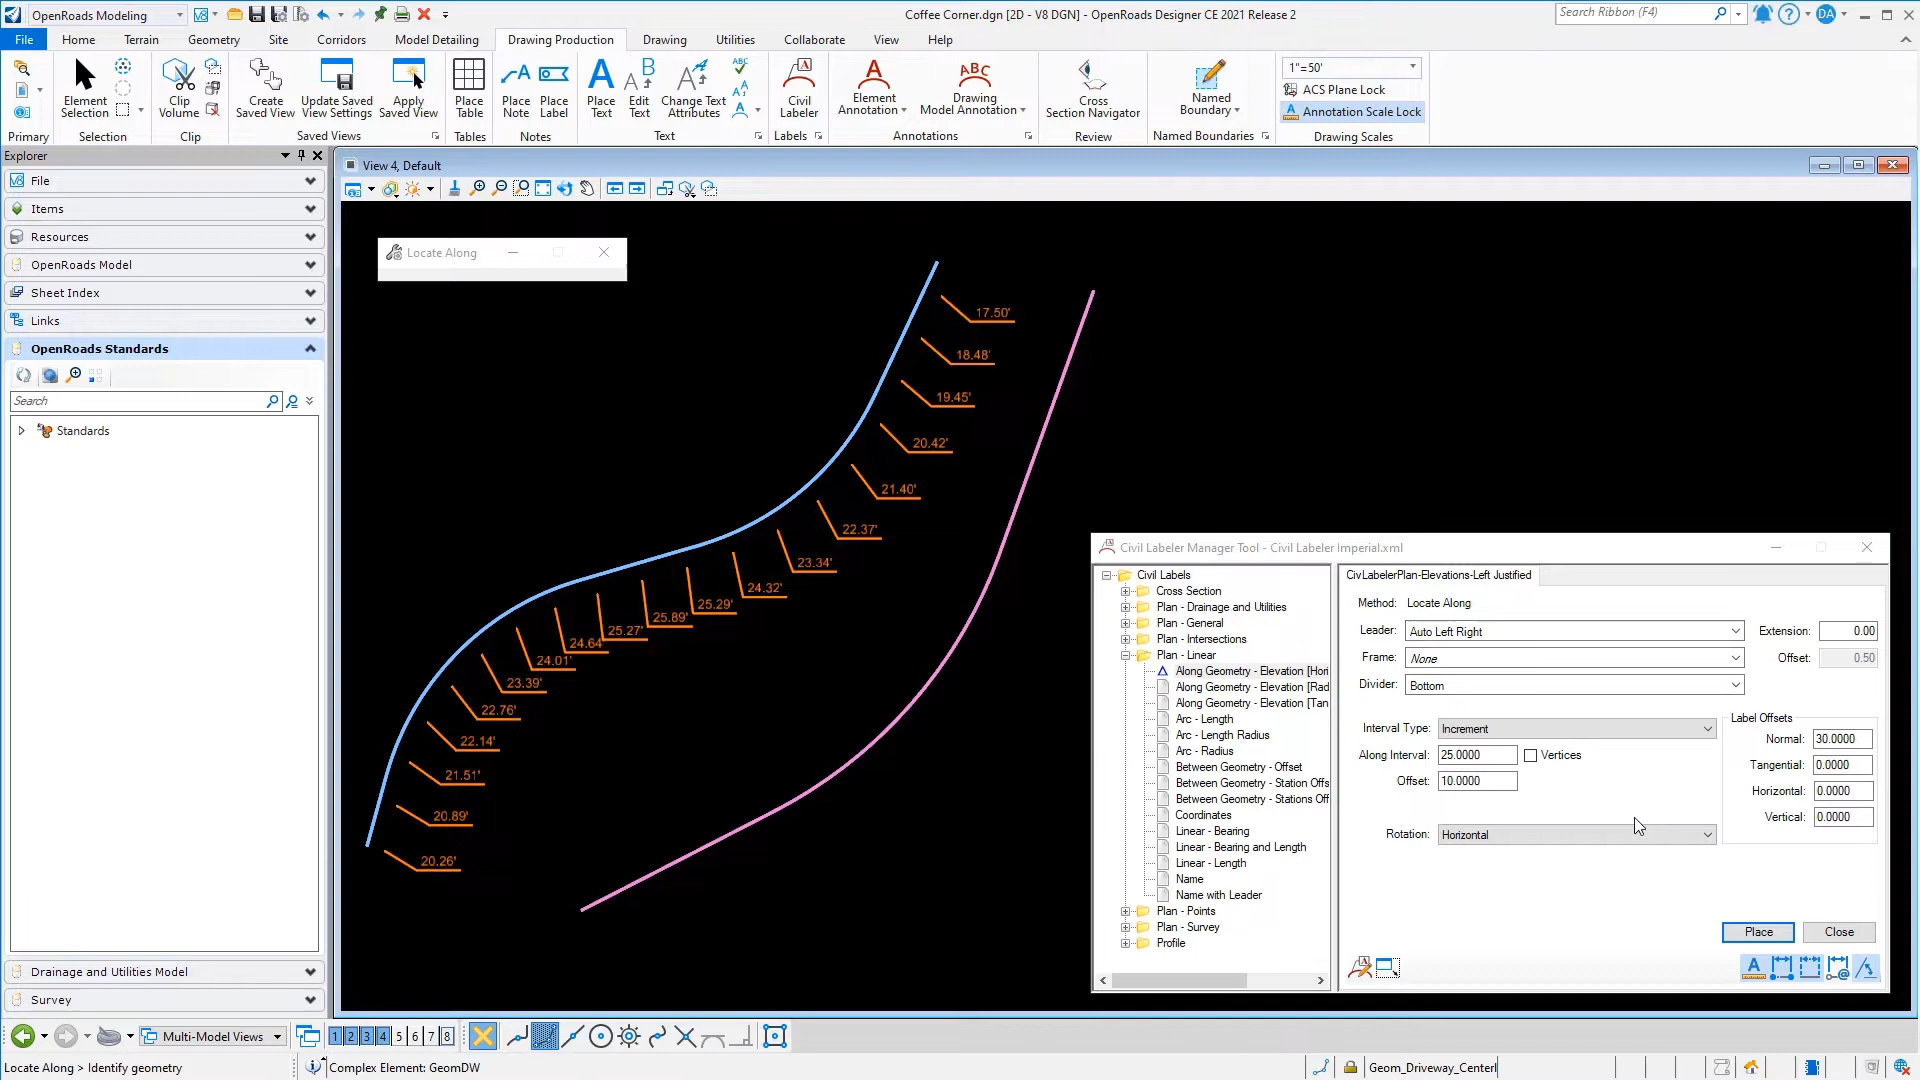 OpenRoads Modeling
Coffee Corner.dgn [2D - V8 DGN] - OpenRoads Designer CE 2021 Release 2
Search Ribbon (F4)
DA
File
Home
Terrain
Geometry
Site
Corridors
Model Detailing
Drawing Production
Drawing
Utilities
Collaborate
View
Help
Element
Selection
Clip
Volume
Create
Saved View
Update Saved
View Settings
Apply
Saved View
Place
Table
Place
Note
Place
Label
Place
Text
Edit
Text
Change Text
Attributes
Civil
Labeler
Element
Annotation
Drawing
Model Annotation
Cross
Section Navigator
Named
Boundary
1"=50'
ACS Plane Lock
Annotation Scale Lock
Primary
Selection
Clip
Saved Views
Tables
Notes
Text
Labels
Annotations
Review
Named Boundaries
Drawing Scales
Explorer
File
Items
Resources
OpenRoads Model
Sheet Index
Links
OpenRoads Standards
Search
Standards
Drainage and Utilities Model
Survey
View 4, Default
Locate Along
17.50'
18.48'
19.45'
20.42'
21.40'
22.37'
23.34'
24.32'
25.29'
25.89'
25.27'
24.64'
24.01'
23.39'
22.76'
22.14'
21.51'
20.89'
20.26'
Civil Labeler Manager Tool - Civil Labeler Imperial.xml
Civil Labels
Cross Section
Plan - Drainage and Utilities
Plan - General
Plan - Intersections
Plan - Linear
Along Geometry - Elevation [Hori
Along Geometry - Elevation [Rad
Along Geometry - Elevation [Tan
Arc - Length
Arc - Length Radius
Arc - Radius
Between Geometry - Offset
Between Geometry - Station Offs
Between Geometry - Stations Off
Coordinates
Linear - Bearing
Linear - Bearing and Length
Linear - Length
Name
Name with Leader
Plan - Points
Plan - Survey
Profile
CivLabelerPlan-Elevations-Left Justified
Method: Locate Along
Leader: Auto Left Right
Extension: 0.00
Frame: None
Offset: 0.50
Divider: Bottom
Interval Type: Increment
Along Interval: 25.0000
Vertices
Offset: 10.0000
Rotation: Horizontal
Label Offsets
Normal: 30.0000
Tangential: 0.0000
Horizontal: 0.0000
Vertical: 0.0000
Place
Close
Multi-Model Views
1 2 3 4 5 6 7 8
Locate Along > Identify geometry
Complex Element: GeomDW
Geom_Driveway_Centerl